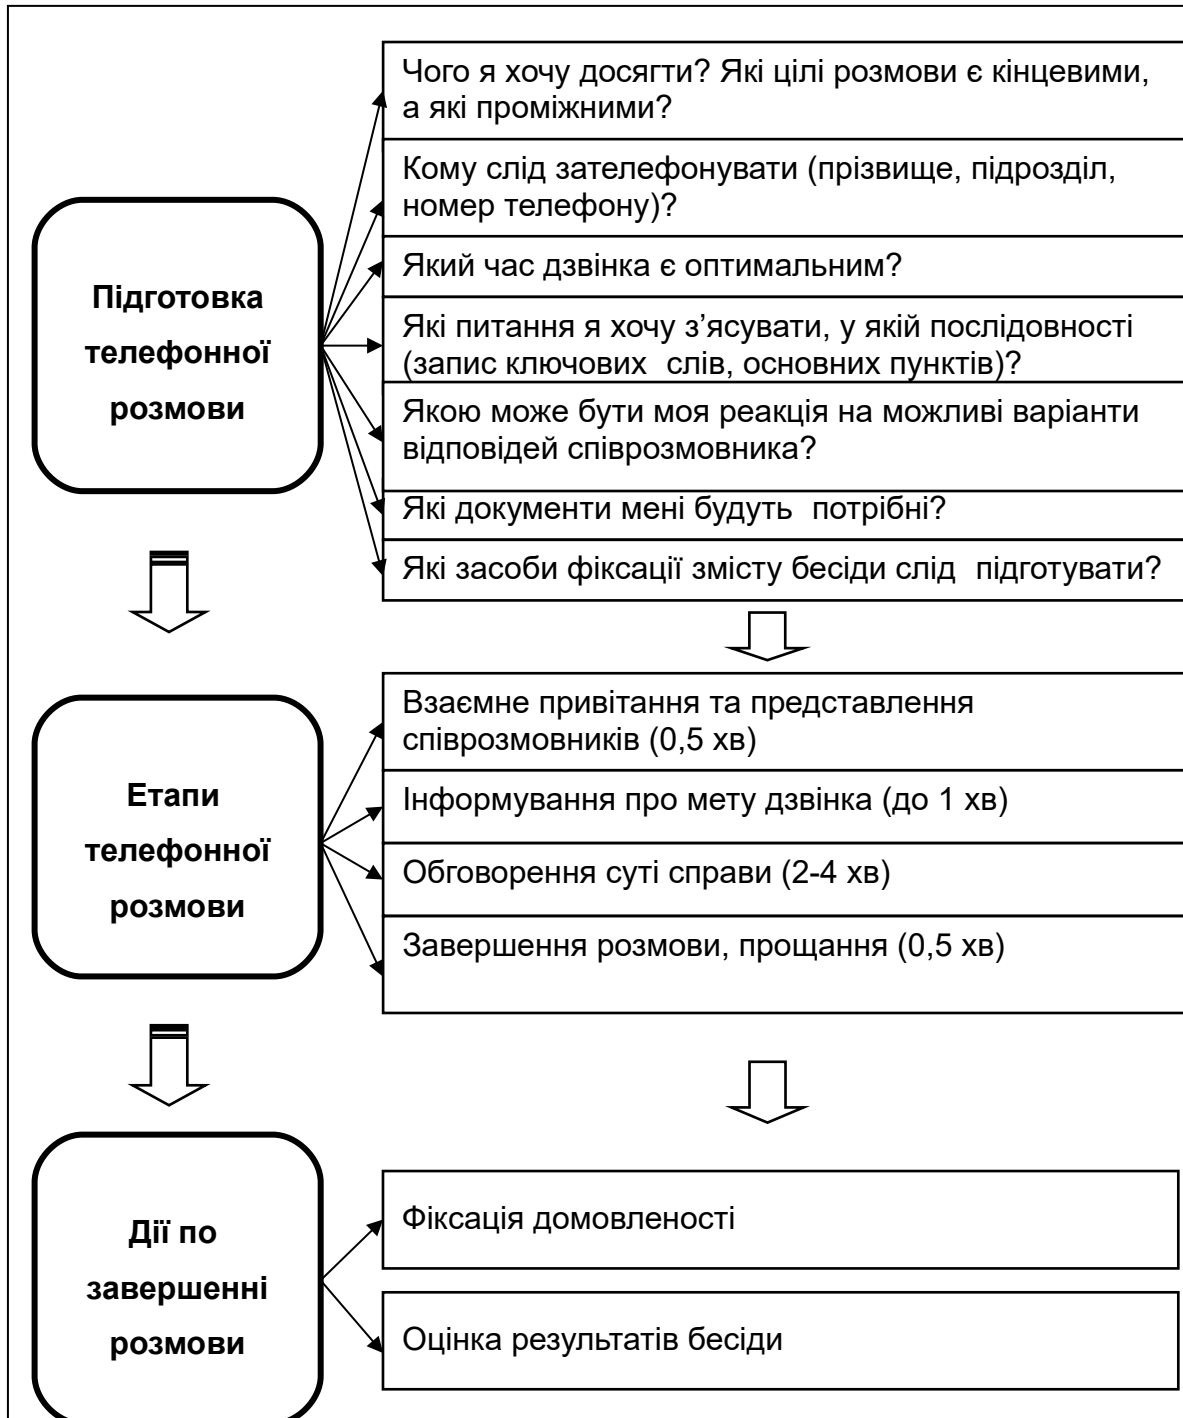 Підготовка
телефонної
розмови
Чого я хочу досягти? Які цілі розмови є кінцевими,
а які проміжними?
Кому слід зателефонувати (прізвище, підрозділ,
номер телефону)?
Який час дзвінка є оптимальним?
Які питання я хочу з’ясувати, у якій послідовності
(запис ключових слів, основних пунктів)?
Якою може бути моя реакція на можливі варіанти
відповідей співрозмовника?
Які документи мені будуть потрібні?
Які засоби фіксації змісту бесіди слід підготувати?
Етапи
телефонної
розмови
Взаємне привітання та представлення
співрозмовників (0,5 хв)
Інформування про мету дзвінка (до 1 хв)
Обговорення суті справи (2-4 хв)
Завершення розмови, прощання (0,5 хв)
Дії по
завершенні
розмови
Фіксація домовленості
Оцінка результатів бесіди